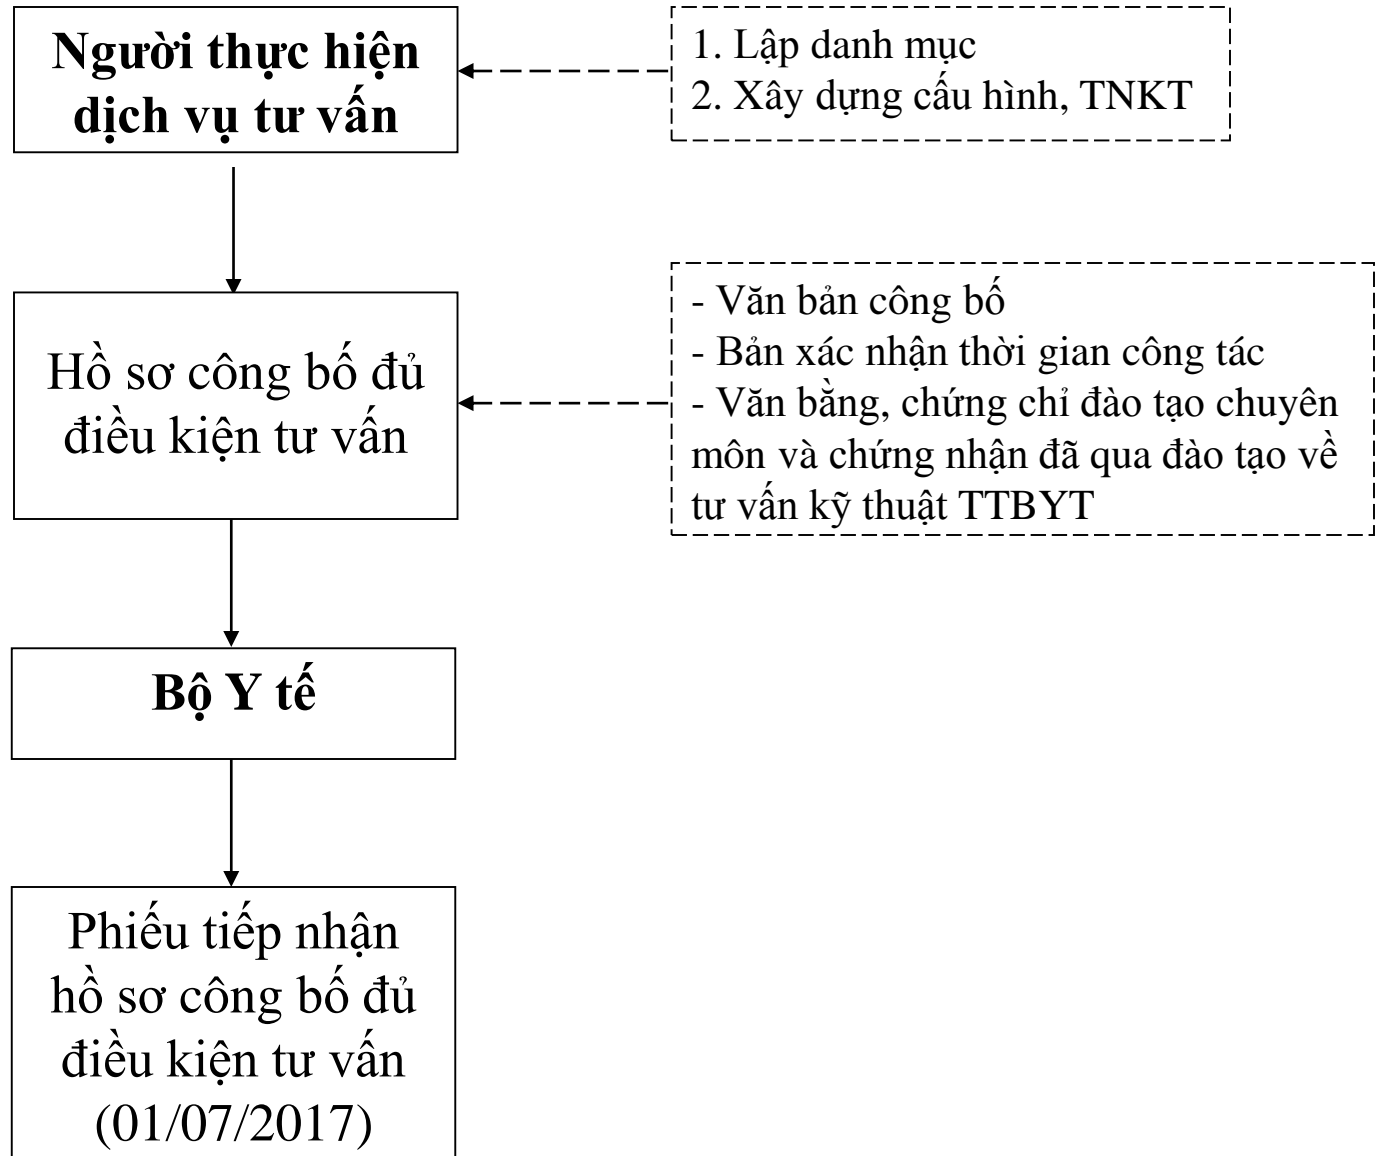 Người thực hiện
dịch vụ tư vấn
1. Lập danh mục
2. Xây dựng cấu hình, TNKT
Hồ sơ công bố đủ
điều kiện tư vấn
- Văn bản công bố
- Bản xác nhận thời gian công tác
- Văn bằng, chứng chỉ đào tạo chuyên
môn và chứng nhận đã qua đào tạo về
tư vấn kỹ thuật TTBYT
Bộ Y tế
Phiếu tiếp nhận
hồ sơ công bố đủ
điều kiện tư vấn
(01/07/2017)